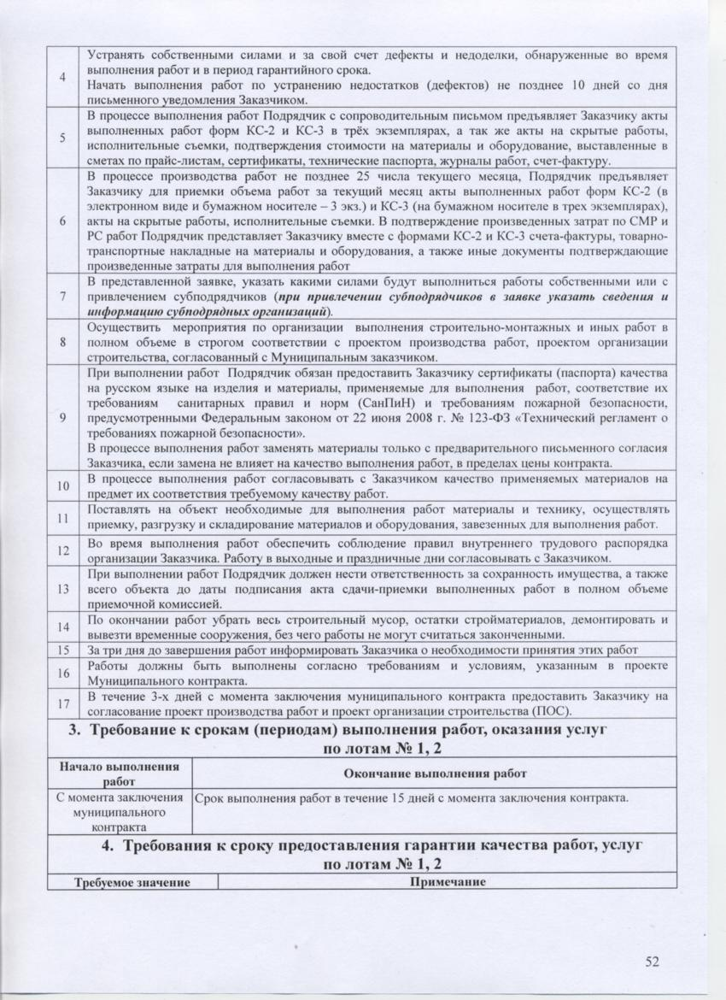 4
Устранять собственными силами и за свой счет дефекты и недоделки, обнаруженные во время
выполнения работ и в период гарантийного срока.
Начать выполнения работ по устранению недостатков (дефектов) не позднее 10 дней со дня
письменного уведомления Заказчиком.
5
В процессе выполнения работ Подрядчик с сопроводительным письмом предъявляет Заказчику акты
выполненных работ форм КС-2 и КС-3 в трёх экземплярах, а так же акты на скрытые работы,
исполнительные съемки, подтверждения стоимости на материалы и оборудование, выставленные в
сметах по прайс-листам, сертификаты, технические паспорта, журналы работ, счет-фактуру.
6
В процессе производства работ не позднее 25 числа текущего месяца, Подрядчик предъявляет
Заказчику для приемки объема работ за текущий месяц акты выполненных работ форм КС-2 (в
электронном виде и бумажном носителе – 3 экз.) и КС-3 (на бумажном носителе в трех экземплярах),
акты на скрытые работы, исполнительные съемки. В подтверждение произведенных затрат по СМР и
РС работ Подрядчик представляет Заказчику вместе с формами КС-2 и КС-3 счета-фактуры, товарно-
транспортные накладные на материалы и оборудования, а также иные документы подтверждающие
произведенные затраты для выполнения работ
7
В представленной заявке, указать какими силами будут выполниться работы собственными или с
привлечением субподрядчиков (при привлечении субподрядчиков в заявке указать сведения и
информацию субподрядных организаций).
8
Осуществить мероприятия по организации выполнения строительно-монтажных и иных работ в
полном объеме в строгом соответствии с проектом производства работ, проектом организации
строительства, согласованный с Муниципальным заказчиком.
9
При выполнении работ Подрядчик обязан предоставить Заказчику сертификаты (паспорта) качества
на русском языке на изделия и материалы, применяемые для выполнения работ, соответствие их
требованиям санитарных правил и норм (СанПиН) и требованиям пожарной безопасности,
предусмотренными Федеральным законом от 22 июня 2008 г. № 123-ФЗ «Технический регламент о
требованиях пожарной безопасности».
В процессе выполнения работ заменять материалы только с предварительного письменного согласия
Заказчика, если замена не влияет на качество выполнения работ, в пределах цены контракта.
10
В процессе выполнения работ согласовывать с Заказчиком качество применяемых материалов на
предмет их соответствия требуемому качеству работ.
11
Поставлять на объект необходимые для выполнения работ материалы и технику, осуществлять
приемку, разгрузку и складирование материалов и оборудования, завезенных для выполнения работ.
12
Во время выполнения работ обеспечить соблюдение правил внутреннего трудового распорядка
организации Заказчика. Работу в выходные и праздничные дни согласовывать с Заказчиком.
13
При выполнении работ Подрядчик должен нести ответственность за сохранность имущества, а также
всего объекта до даты подписания акта сдачи-приемки выполненных работ в полном объеме
приемочной комиссией.
14
По окончании работ убрать весь строительный мусор, остатки стройматериалов, демонтировать и
вывезти временные сооружения, без чего работы не могут считаться законченными.
15
За три дня до завершения работ информировать Заказчика о необходимости принятия этих работ
16
Работы должны быть выполнены согласно требованиям и условиям, указанным в проекте
Муниципального контракта.
17
В течение 3-х дней с момента заключения муниципального контракта предоставить Заказчику на
согласование проект производства работ и проект организации строительства (ПОС).
3. Требование к срокам (периодам) выполнения работ, оказания услуг
по лотам № 1, 2
Начало выполнения
работ
Окончание выполнения работ
С момента заключения
муниципального
контракта
Срок выполнения работ в течение 15 дней с момента заключения контракта.
4. Требования к сроку предоставления гарантии качества работ, услуг
по лотам № 1, 2
Требуемое значение
Примечание
52